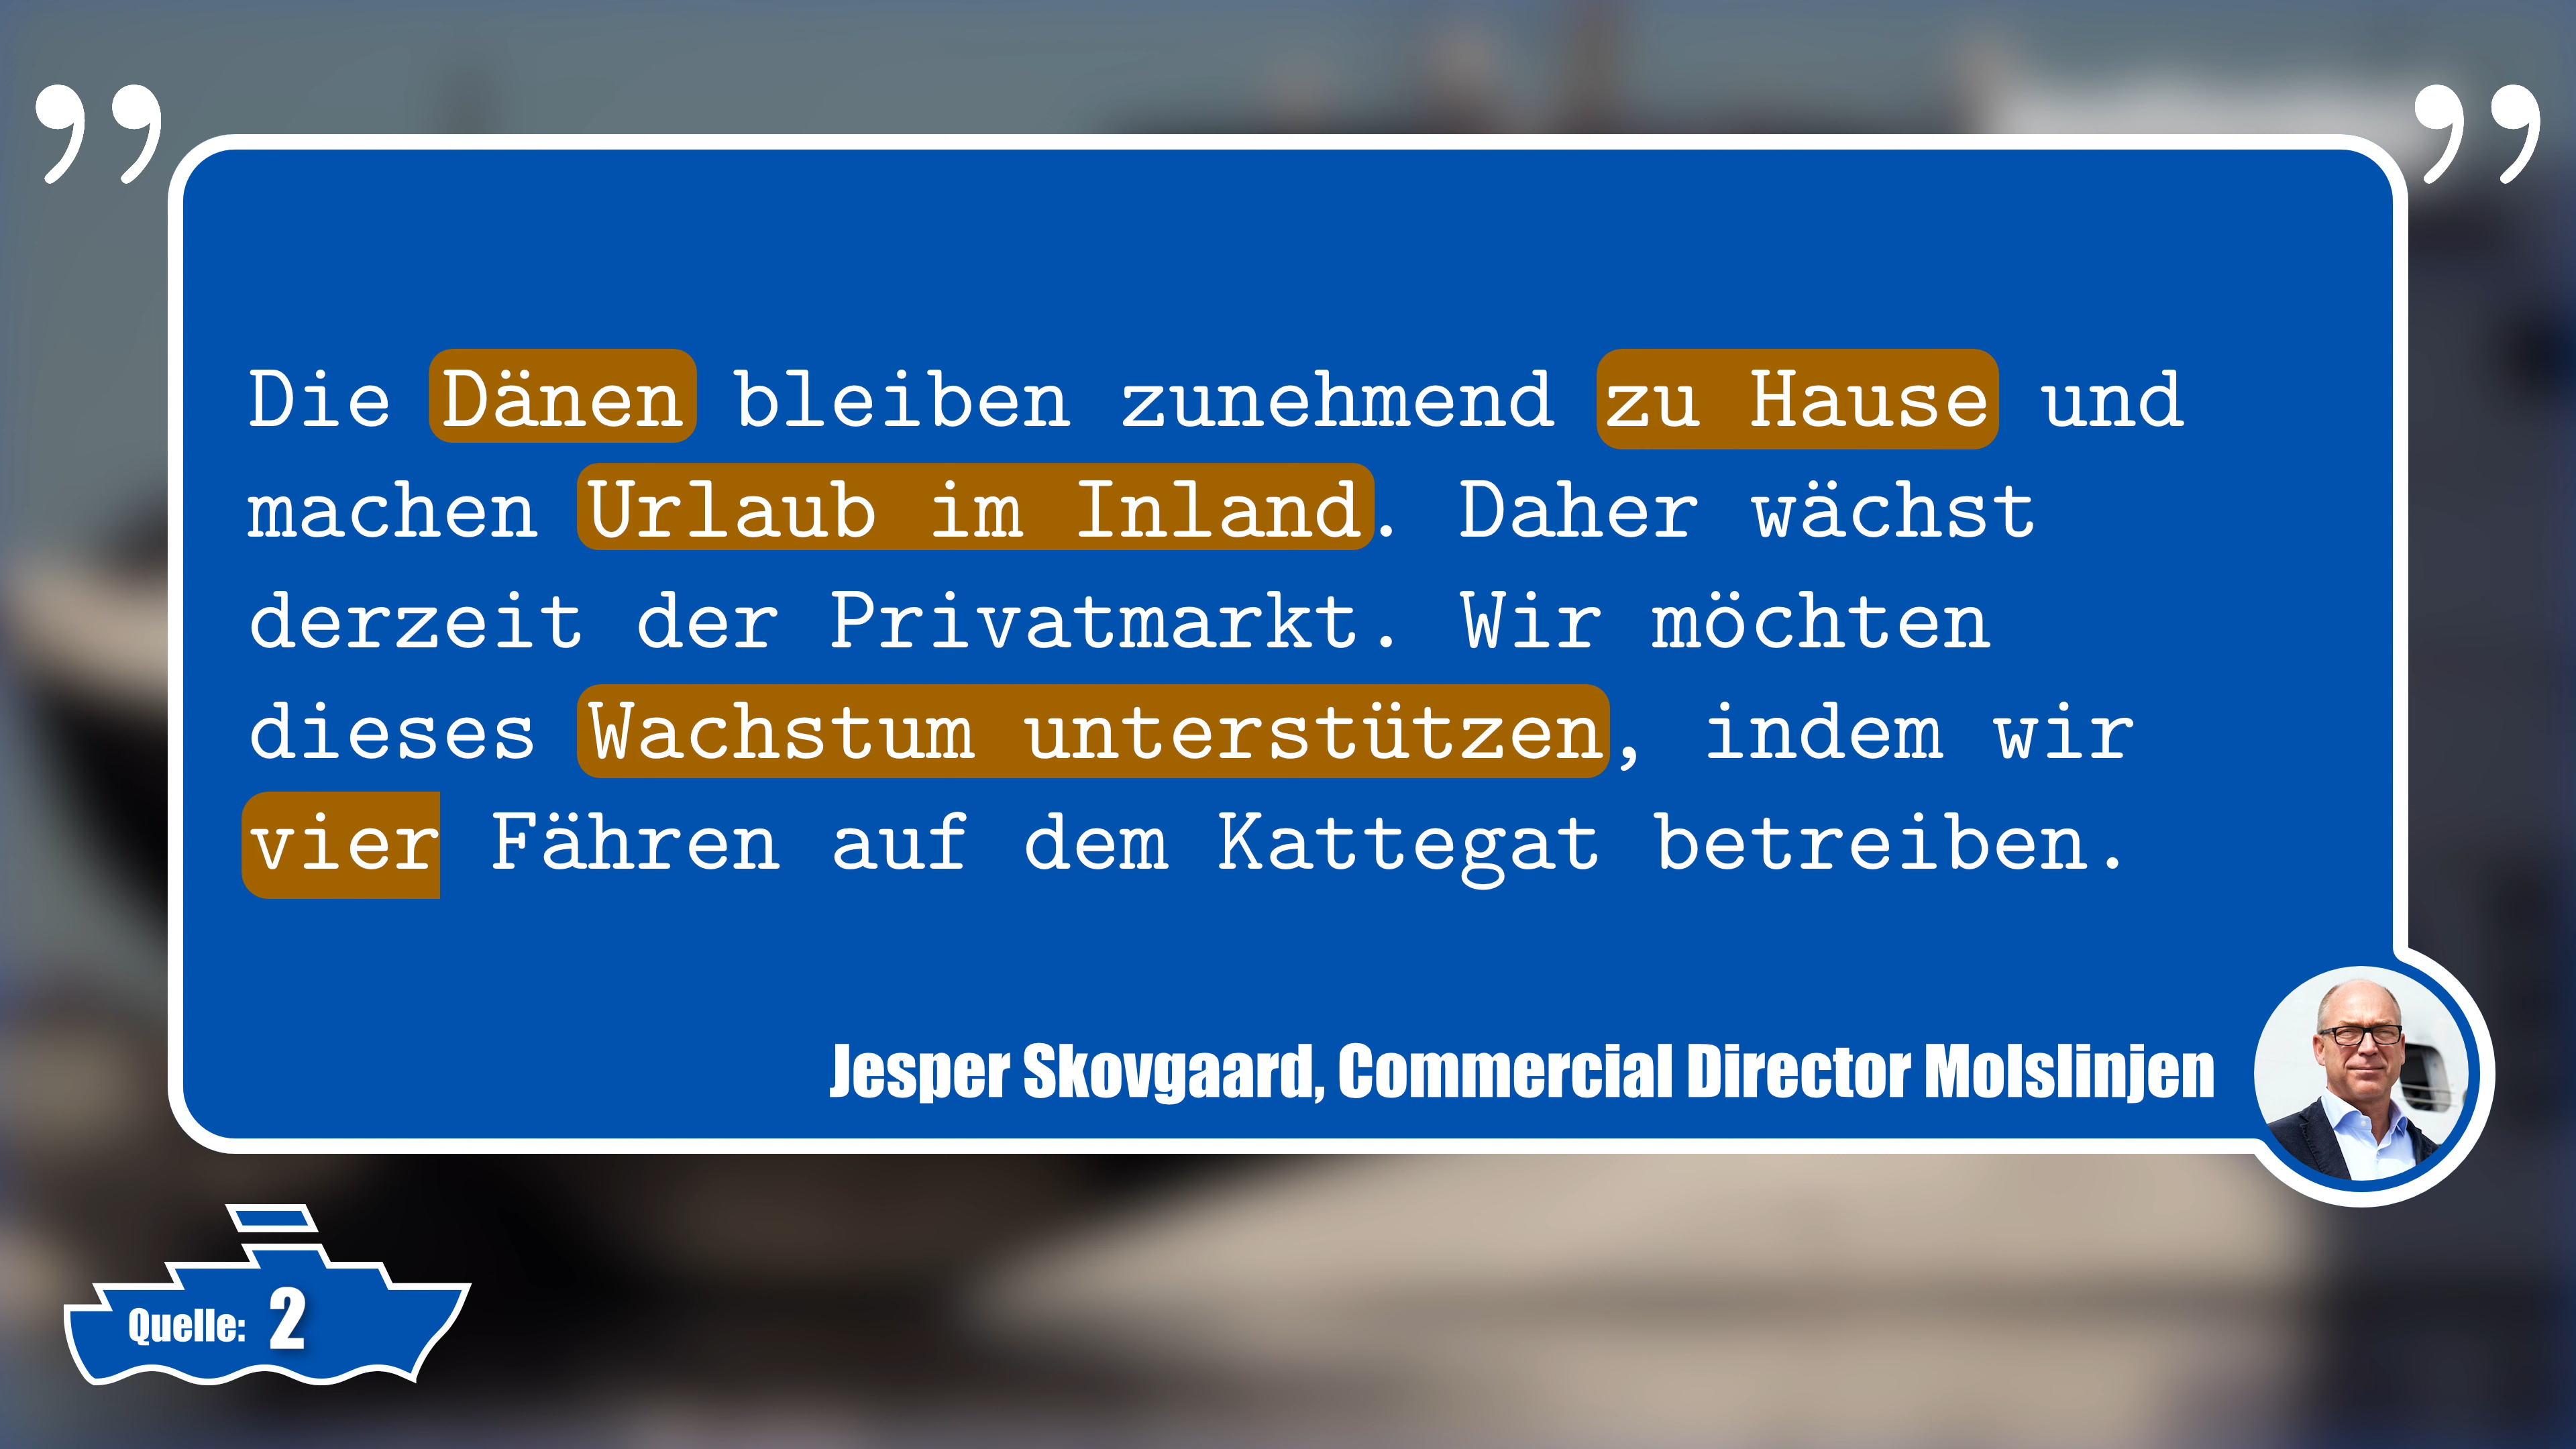 ” ”
Die Dänen bleiben zunehmend zu Hause und
machen Urlaub im Inland. Daher wächst
derzeit der Privatmarkt. Wir möchten
dieses Wachstum unterstützen, indem wir
vier Fähren auf dem Kattegat betreiben.
Jesper Skovgaard, Commercial Director Molslinjen
Quelle: 2